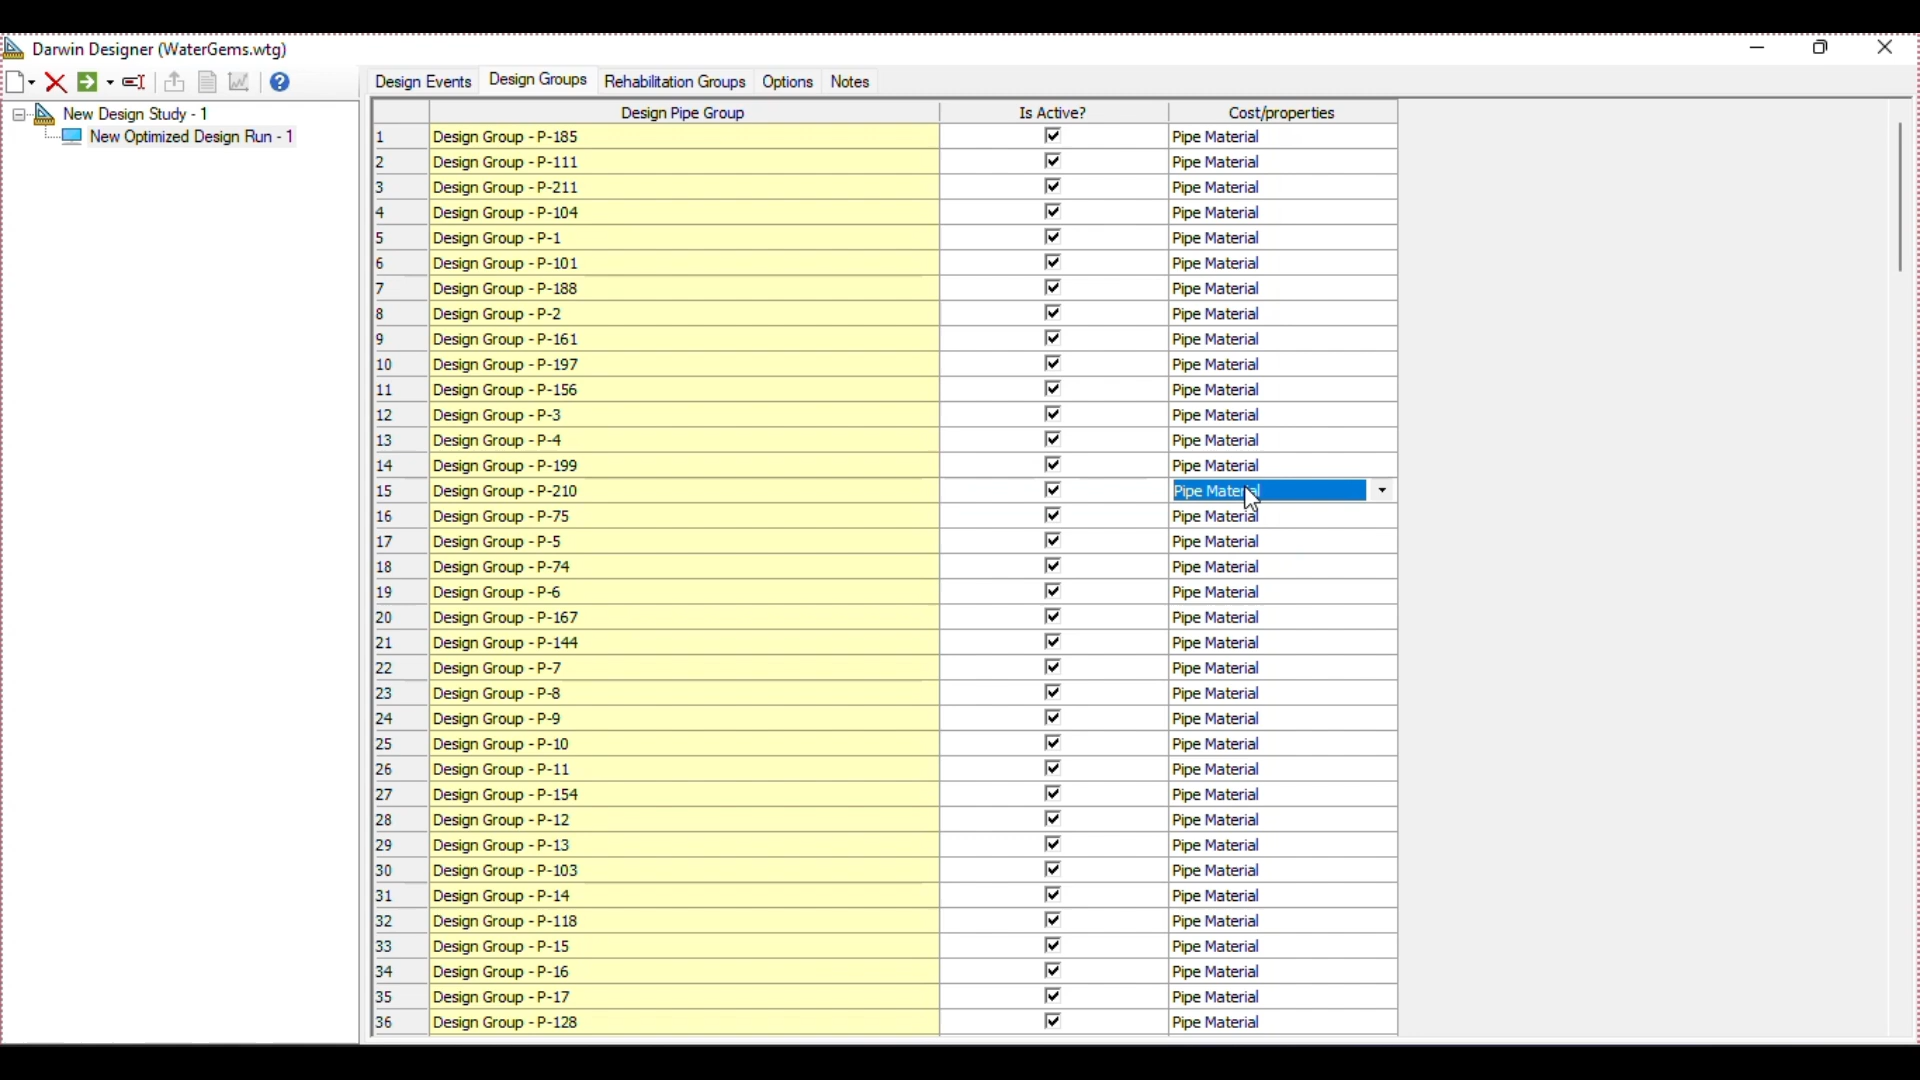 Darwin Designer (WaterGems.wtg)
Design Events Design Groups Rehabilitation Groups Options Notes
New Design Study - 1
New Optimized Design Run - 1
Design Pipe Group Is Active? Cost/properties
1 Design Group - P-185 Pipe Material
2 Design Group - P-111 Pipe Material
3 Design Group - P-211 Pipe Material
4 Design Group - P-104 Pipe Material
5 Design Group - P-1 Pipe Material
6 Design Group - P-101 Pipe Material
7 Design Group - P-188 Pipe Material
8 Design Group - P-2 Pipe Material
9 Design Group - P-161 Pipe Material
10 Design Group - P-197 Pipe Material
11 Design Group - P-156 Pipe Material
12 Design Group - P-3 Pipe Material
13 Design Group - P-4 Pipe Material
14 Design Group - P-199 Pipe Material
15 Design Group - P-210 Pipe Material
16 Design Group - P-75 Pipe Material
17 Design Group - P-5 Pipe Material
18 Design Group - P-74 Pipe Material
19 Design Group - P-6 Pipe Material
20 Design Group - P-167 Pipe Material
21 Design Group - P-144 Pipe Material
22 Design Group - P-7 Pipe Material
23 Design Group - P-8 Pipe Material
24 Design Group - P-9 Pipe Material
25 Design Group - P-10 Pipe Material
26 Design Group - P-11 Pipe Material
27 Design Group - P-154 Pipe Material
28 Design Group - P-12 Pipe Material
29 Design Group - P-13 Pipe Material
30 Design Group - P-103 Pipe Material
31 Design Group - P-14 Pipe Material
32 Design Group - P-118 Pipe Material
33 Design Group - P-15 Pipe Material
34 Design Group - P-16 Pipe Material
35 Design Group - P-17 Pipe Material
36 Design Group - P-128 Pipe Material